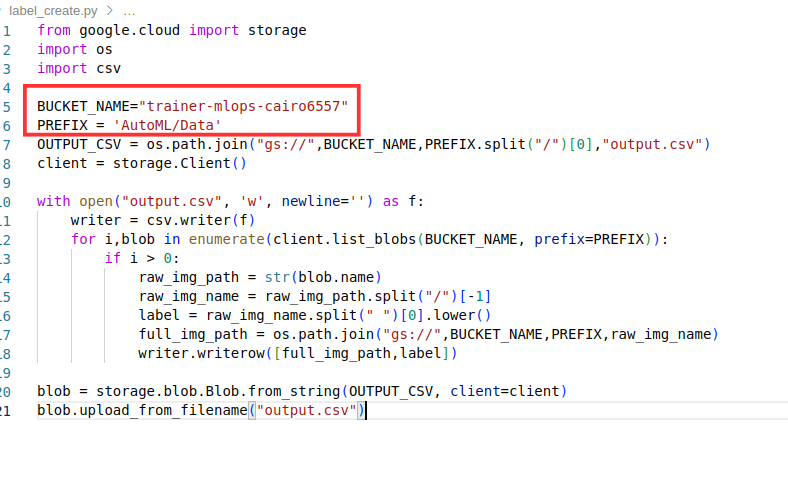 label_create.py > ...
1 from google.cloud import storage
2 import os
3 import csv
4
5 BUCKET_NAME="trainer-mlops-cairo6557"
6 PREFIX = 'AutoML/Data'
7 OUTPUT_CSV = os.path.join("gs://",BUCKET_NAME,PREFIX.split("/")[0],"output.csv")
8 client = storage.Client()
9
10 with open("output.csv", 'w', newline='') as f:
11     writer = csv.writer(f)
12     for i,blob in enumerate(client.list_blobs(BUCKET_NAME, prefix=PREFIX)):
13         if i > 0:
14             raw_img_path = str(blob.name)
15             raw_img_name = raw_img_path.split("/")[-1]
16             label = raw_img_name.split(" ")[0].lower()
17             full_img_path = os.path.join("gs://",BUCKET_NAME,PREFIX,raw_img_name)
18             writer.writerow([full_img_path,label])
19
20 blob = storage.blob.Blob.from_string(OUTPUT_CSV, client=client)
21 blob.upload_from_filename("output.csv")